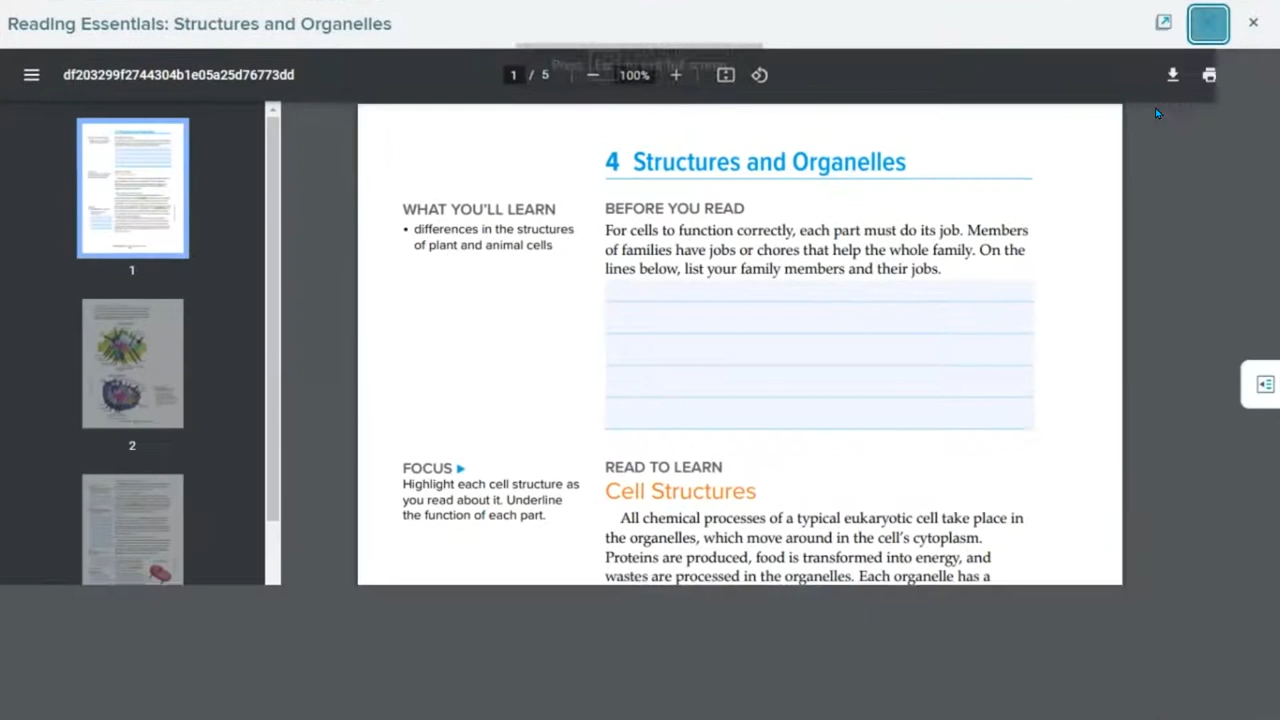 Reading Essentials: Structures and Organelles
df203299f2744304b1e05a25d76773dd
1 / 5
100%
1
2
4 Structures and Organelles
WHAT YOU'LL LEARN
• differences in the structures
of plant and animal cells
BEFORE YOU READ
For cells to function correctly, each part must do its job. Members
of families have jobs or chores that help the whole family. On the
lines below, list your family members and their jobs.
FOCUS ▶
Highlight each cell structure as
you read about it. Underline
the function of each part.
READ TO LEARN
Cell Structures
All chemical processes of a typical eukaryotic cell take place in
the organelles, which move around in the cell's cytoplasm.
Proteins are produced, food is transformed into energy, and
wastes are processed in the organelles. Each organelle has a